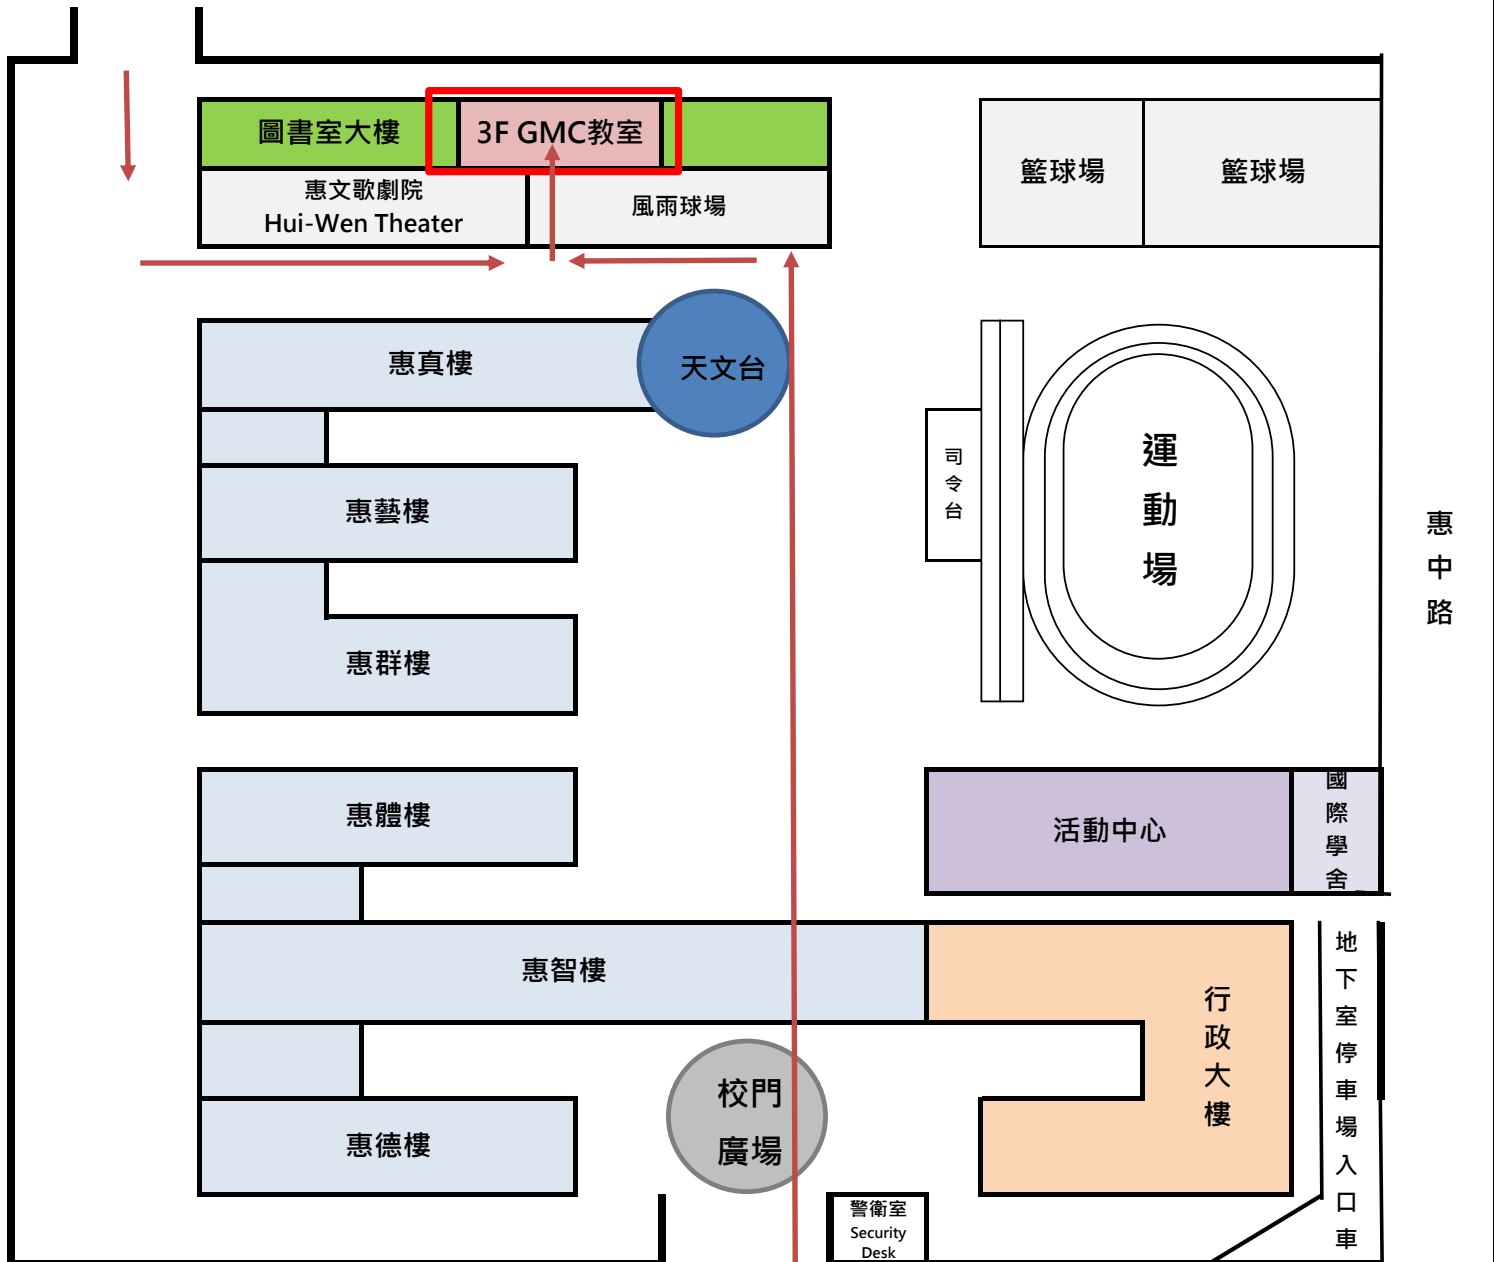 圖書室大樓
3F GMC教室
惠文歌劇院
Hui-Wen Theater
風雨球場
籃球場
籃球場
惠真樓
天文台
惠藝樓
司令台
運動場
惠中路
惠群樓
惠體樓
活動中心
國際學舍
惠智樓
行政大樓
地下室停車場入口車
校門
廣場
惠德樓
警衛室
Security
Desk